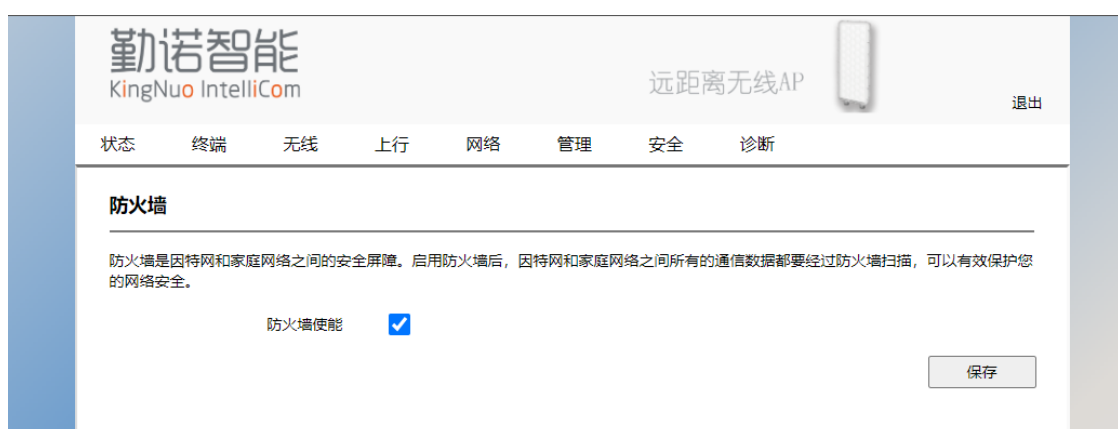 勤诺智能
KingNuo IntelliCom
远距离无线AP
退出
状态 终端 无线 上行 网络 管理 安全 诊断
防火墙
防火墙是因特网和家庭网络之间的安全屏障。启用防火墙后，因特网和家庭网络之间所有的通信数据都要经过防火墙扫描，可以有效保护您
的网络安全。
防火墙使能
保存